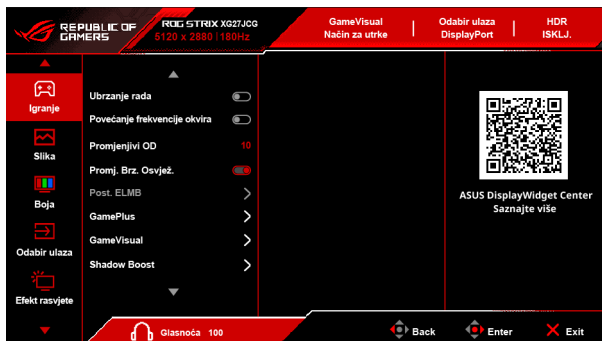 REPUBLIC OF
GAMERS
ROG STRIX XG27JCG
5120 x 2880 | 180Hz
GameVisual
Način za utrke
Odabir ulaza
DisplayPort
HDR
ISKLJ.
Igranje
Slika
Boja
Odabir ulaza
Efekt rasvjete
Ubrzanje rada
Povećanje frekvencije okvira
Promjenjivi OD 10
Promj. Brz. Osvjež.
Post. ELMB
GamePlus
GameVisual
Shadow Boost
ASUS DisplayWidget Center
Saznajte više
Glasnoća 100
Back
Enter
Exit